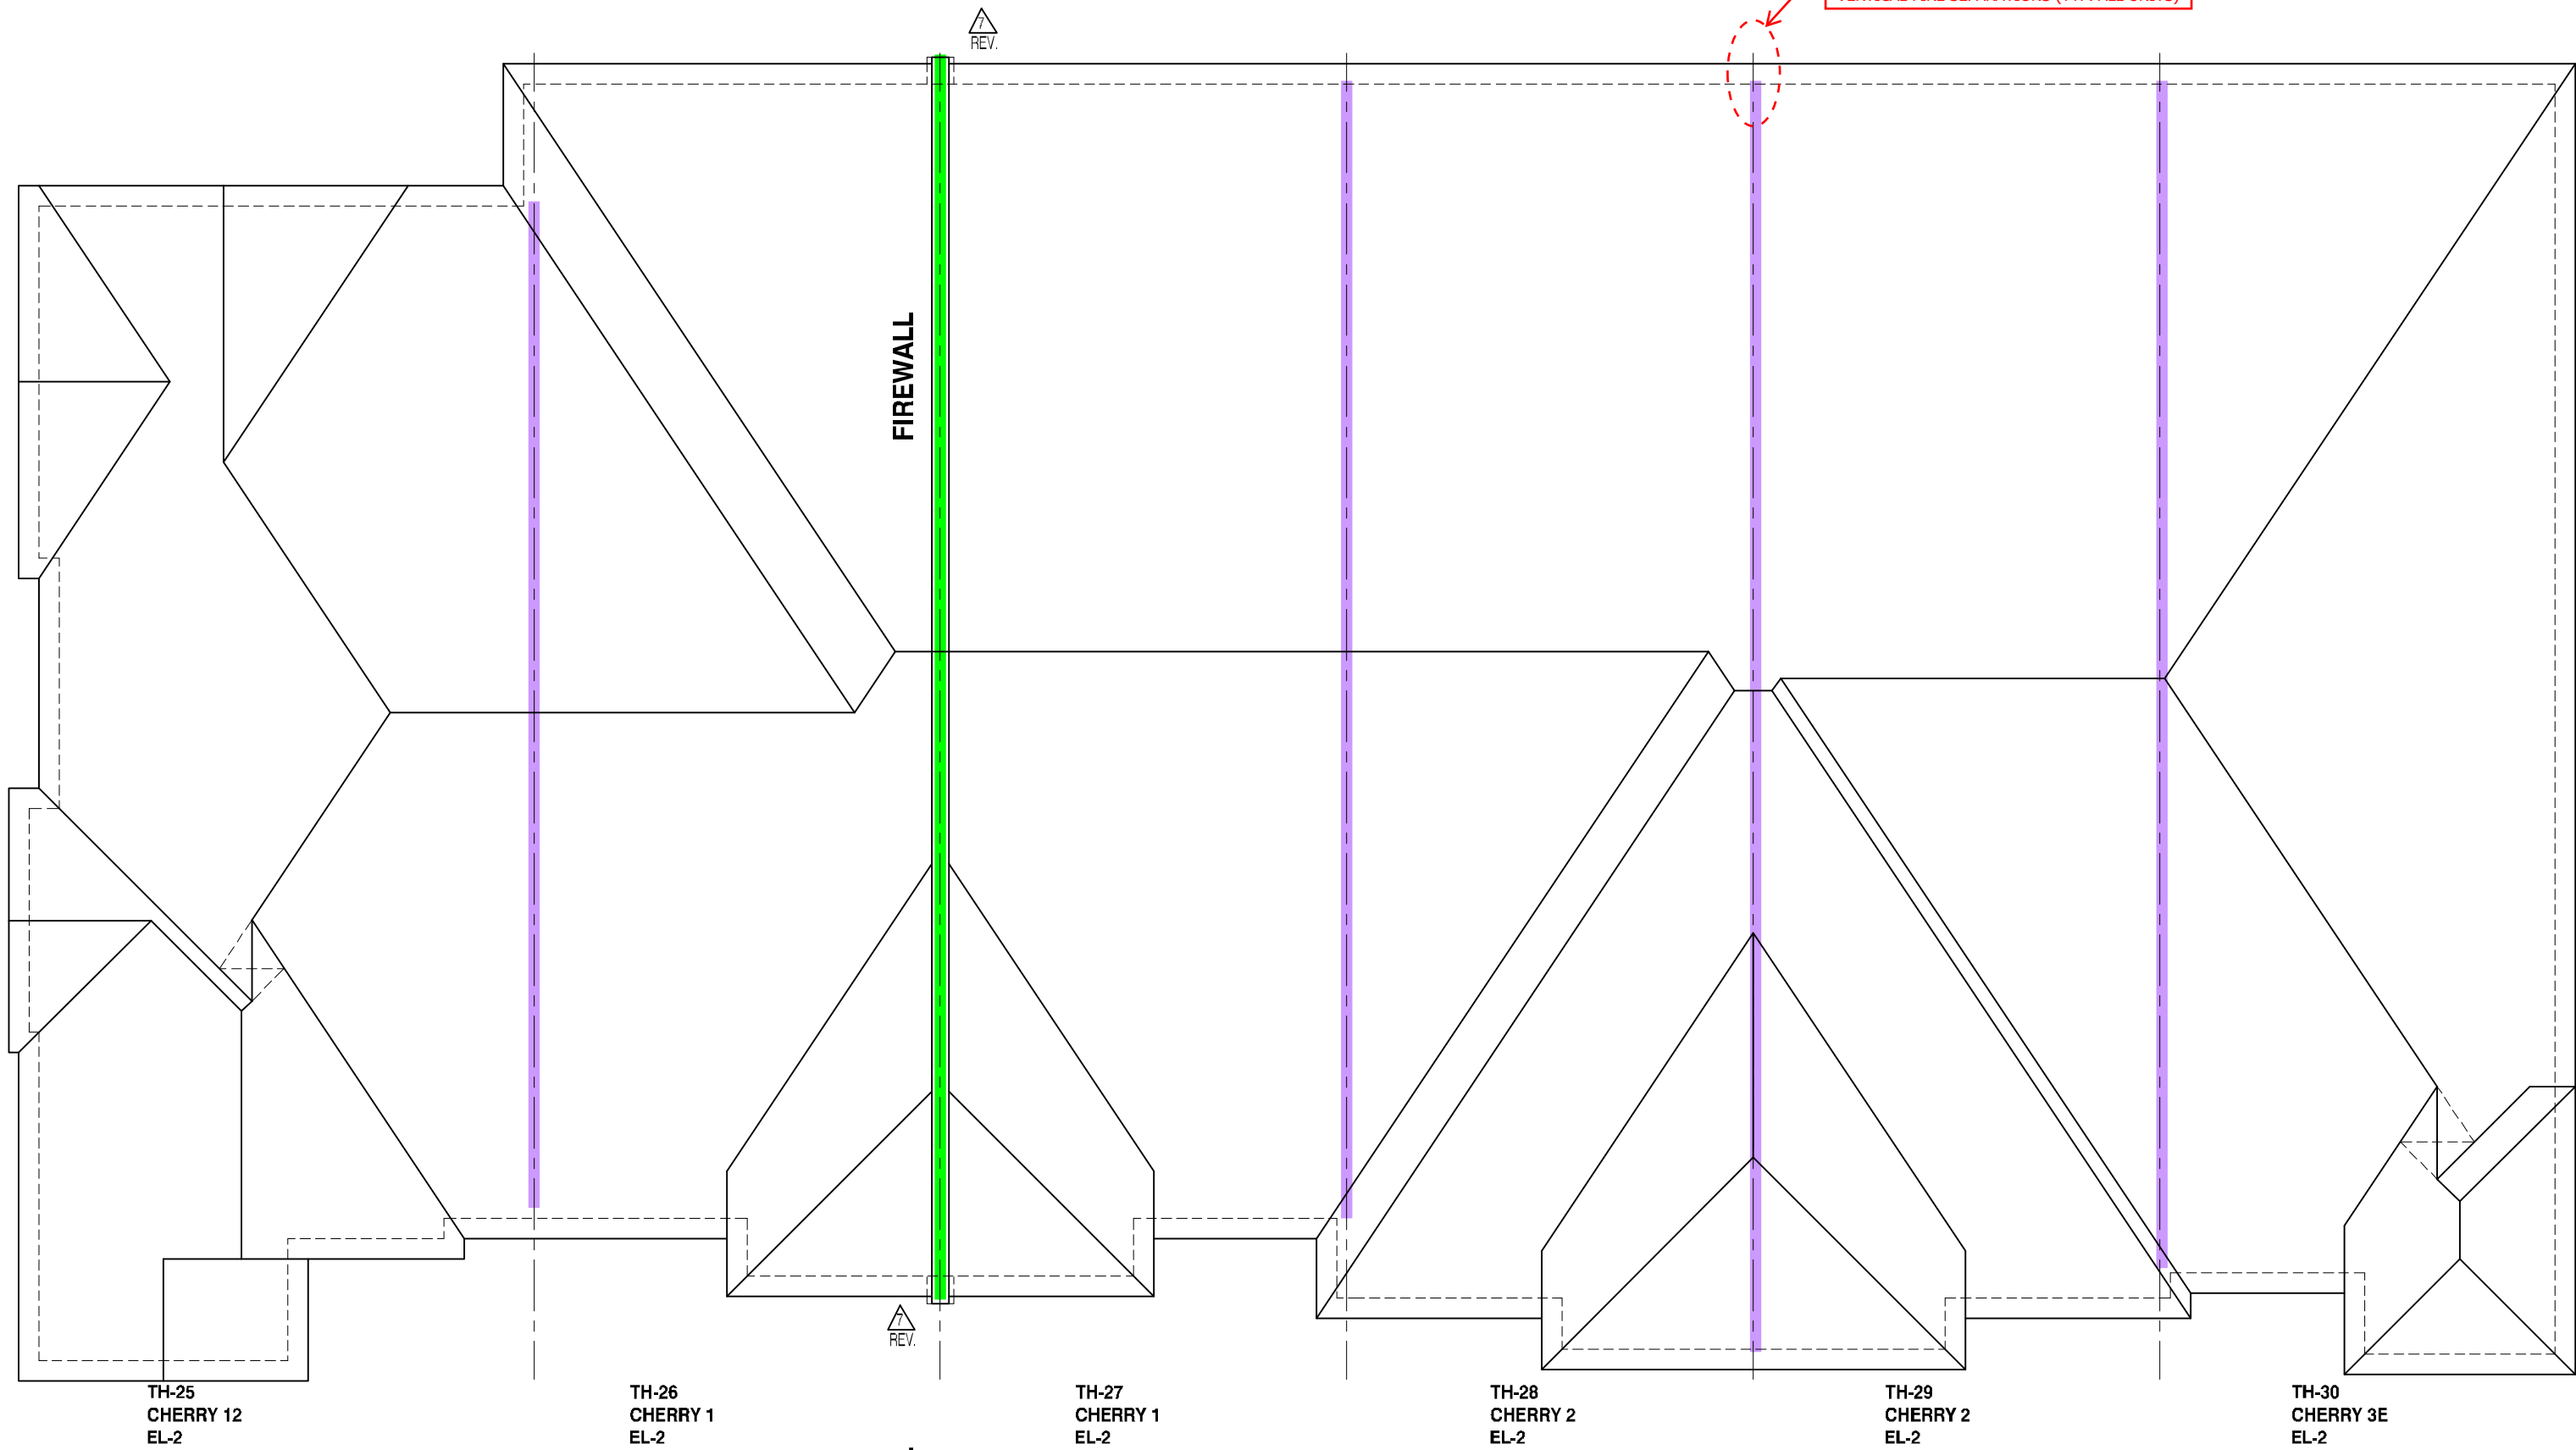 7
REV.
FIREWALL
7
REV.
TH-25
CHERRY 12
EL-2
TH-26
CHERRY 1
EL-2
TH-27
CHERRY 1
EL-2
TH-28
CHERRY 2
EL-2
TH-29
CHERRY 2
EL-2
TH-30
CHERRY 3E
EL-2